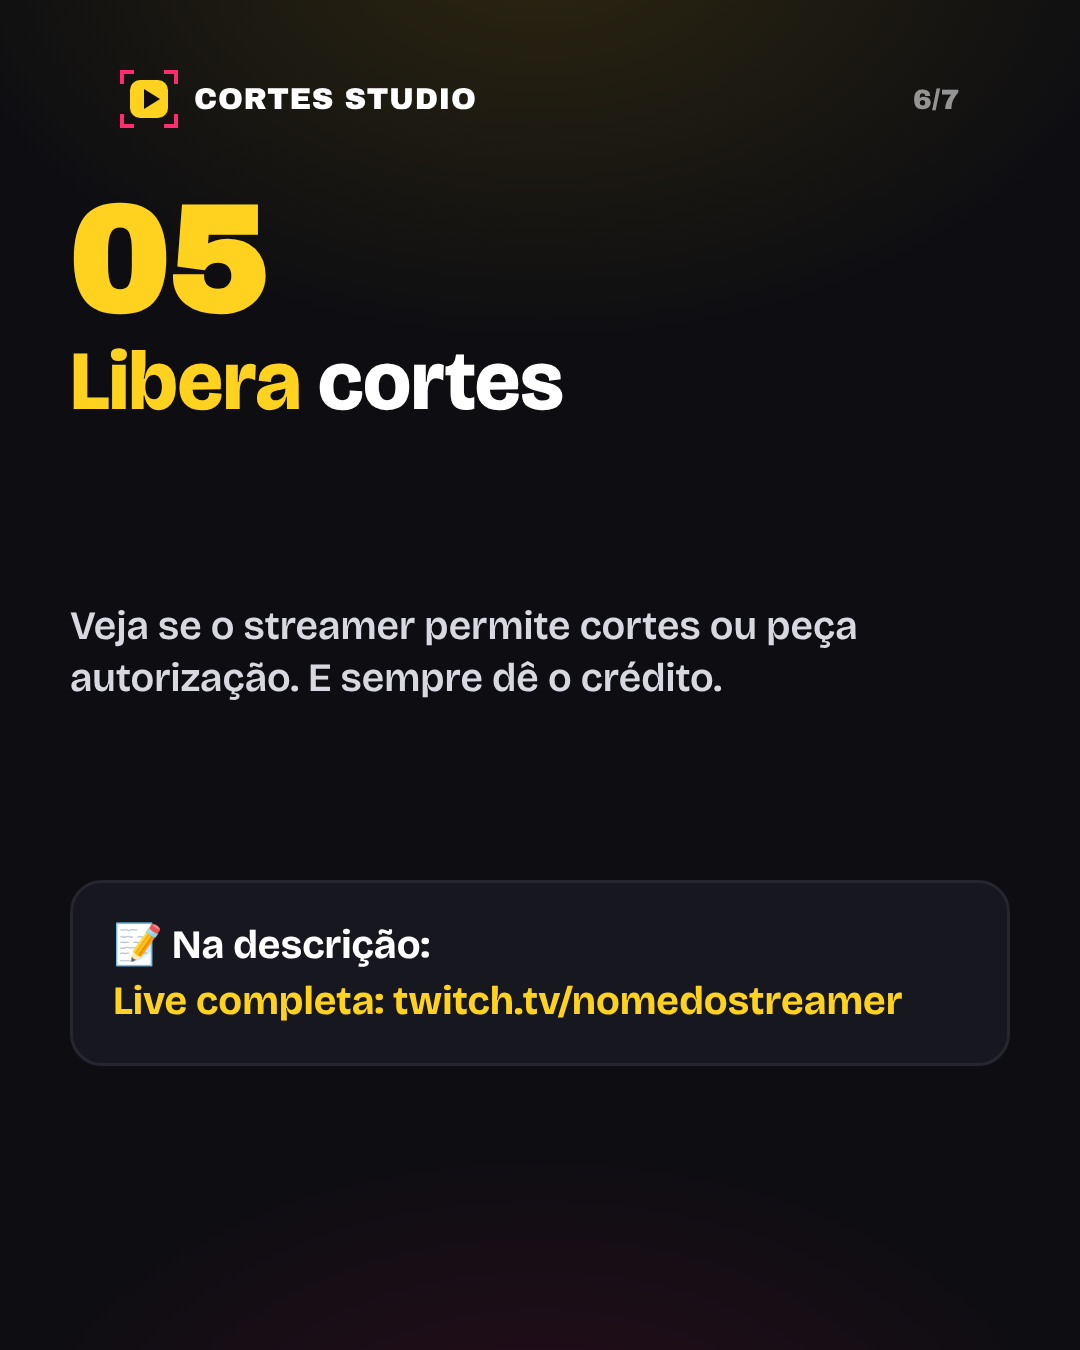 CORTES STUDIO
6/7
05
Libera cortes
Veja se o streamer permite cortes ou peça
autorização. E sempre dê o crédito.
📝 Na descrição:
Live completa: twitch.tv/nomedostreamer